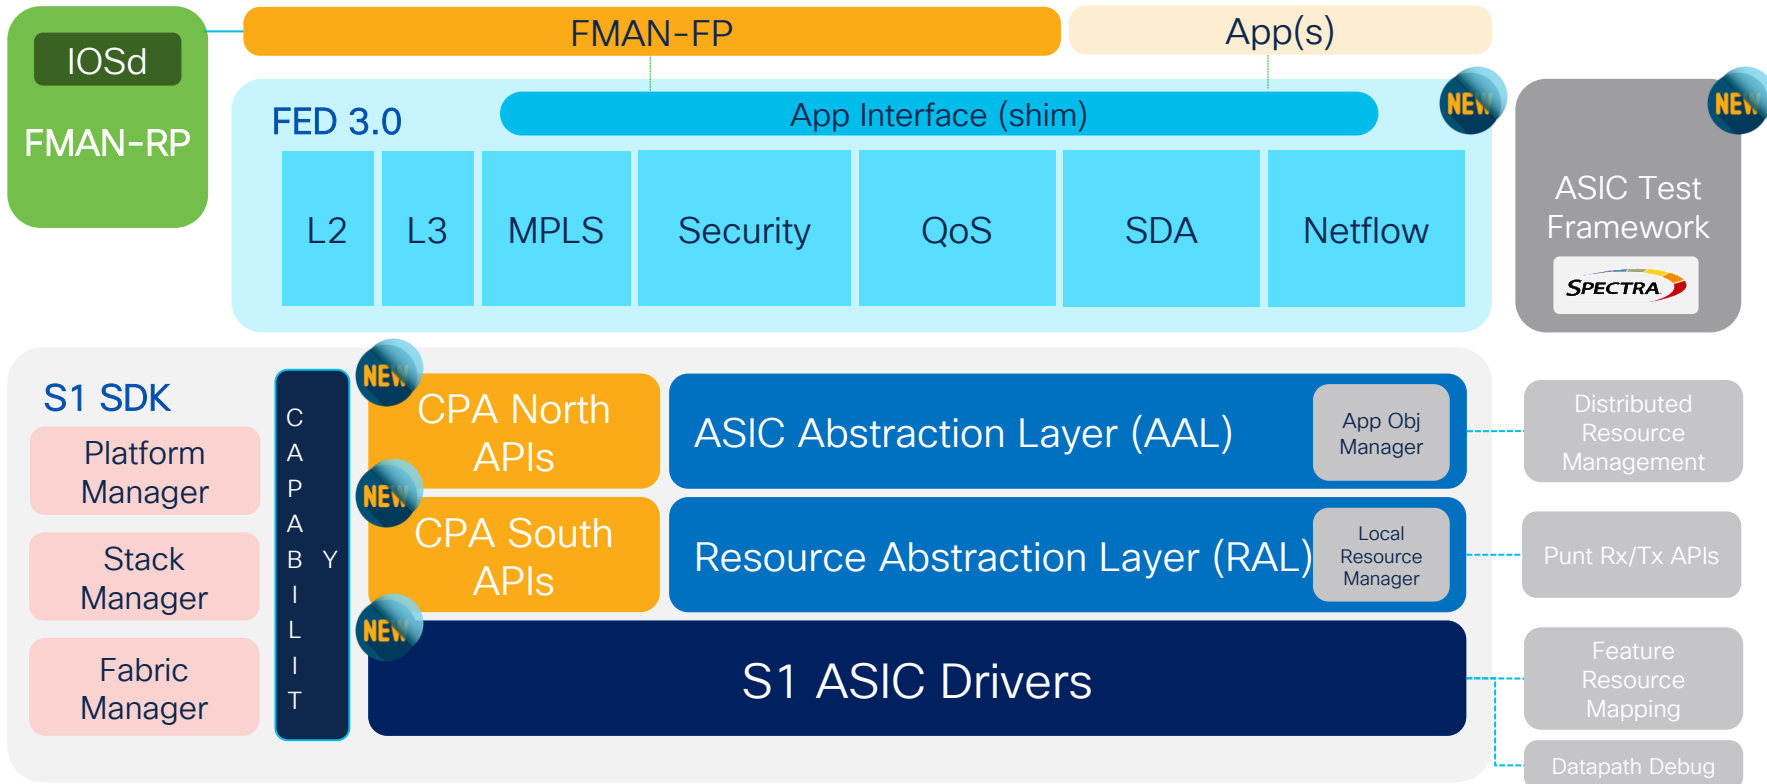 IOSd
FMAN-RP
FMAN-FP
App(s)
NEW
NEW
FED 3.0
App Interface (shim)
L2
L3
MPLS
Security
QoS
SDA
Netflow
ASIC Test
Framework
SPECTRA
S1 SDK
Platform
Manager
Stack
Manager
Fabric
Manager
CAPABILITY
NEW
CPA North
APIs
ASIC Abstraction Layer (AAL)
App Obj
Manager
Distributed
Resource
Management
NEW
CPA South
APIs
Resource Abstraction Layer (RAL)
Local
Resource
Manager
Punt Rx/Tx APIs
NEW
S1 ASIC Drivers
Feature
Resource
Mapping
Datapath Debug